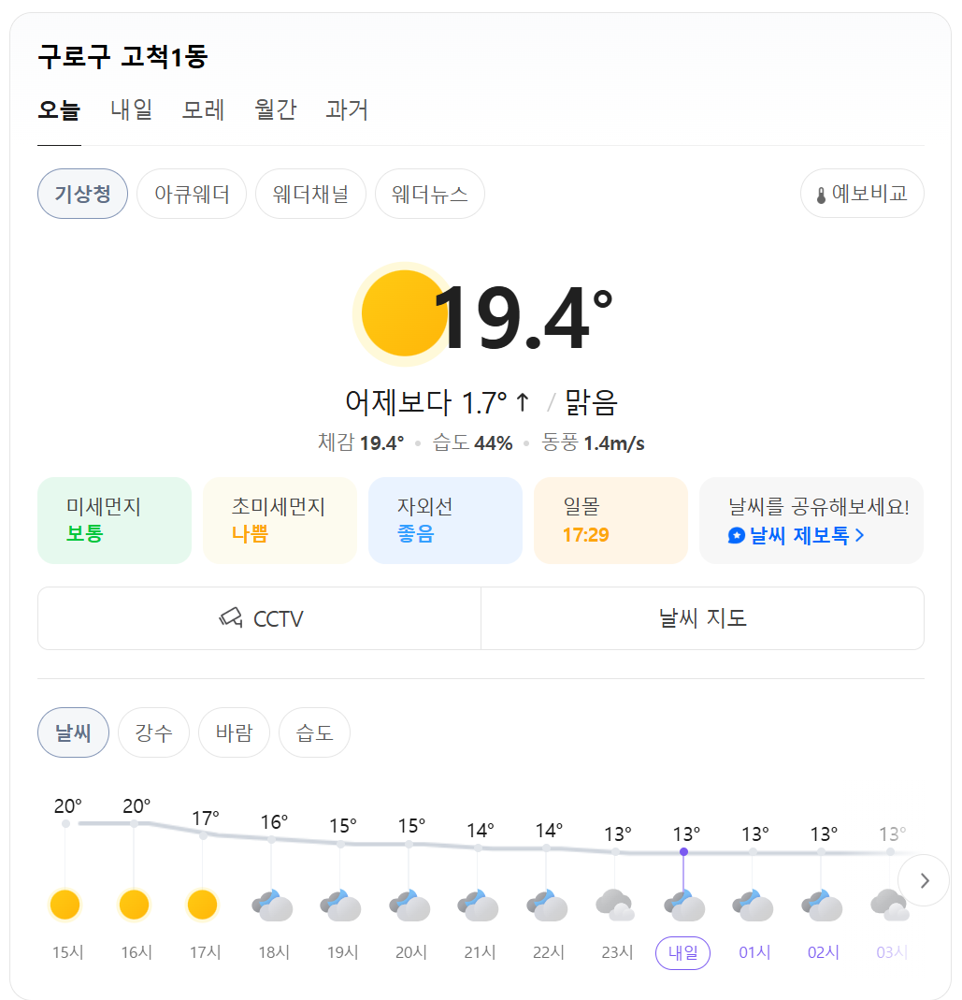 구로구 고척1동
오늘 내일 모레 월간 과거
기상청 아큐웨더 웨더채널 웨더뉴스 예보비교
19.4°
어제보다 1.7° ↑ / 맑음
체감 19.4° • 습도 44% • 동풍 1.4m/s
미세먼지 초미세먼지 자외선 일몰 날씨를 공유해보세요!
보통 나쁨 좋음 17:29 날씨 제보톡 >
CCTV 날씨 지도
날씨 강수 바람 습도
20° 20° 17° 16° 15° 15° 14° 14° 13° 13° 13° 13° 13°
15시 16시 17시 18시 19시 20시 21시 22시 23시 내일 01시 02시 03시